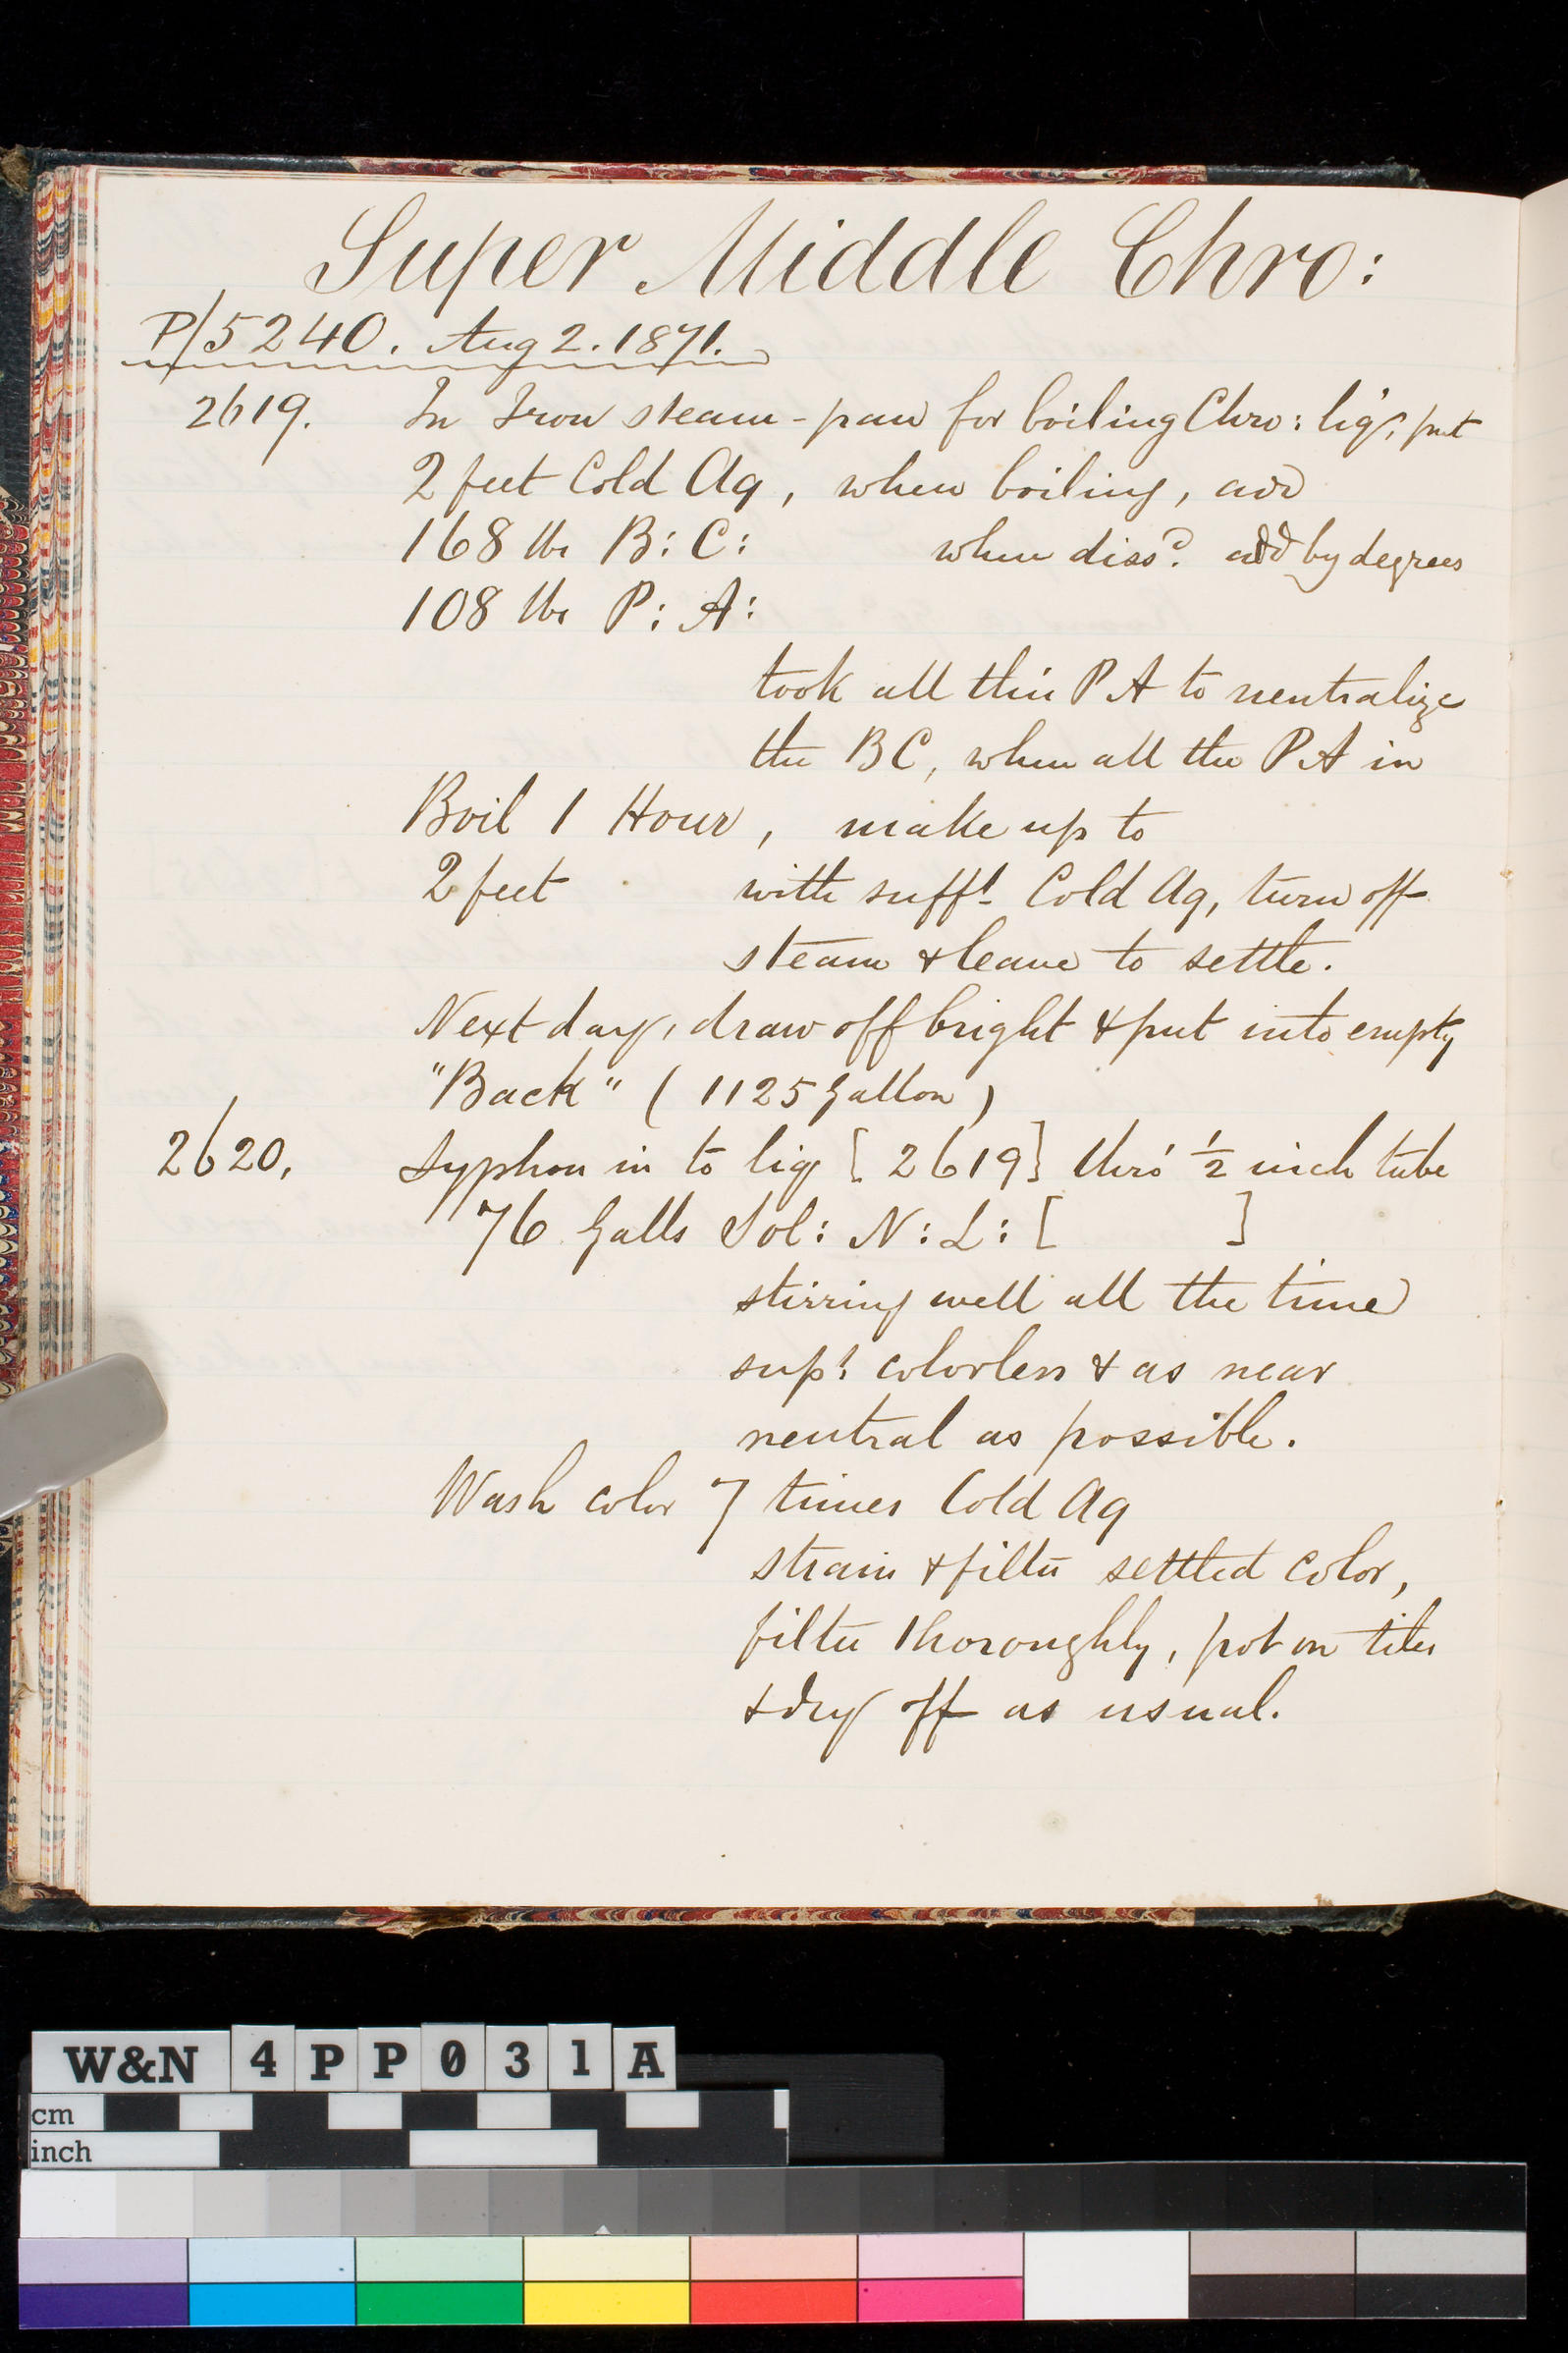 Super Middle Chro:
P/5240. Aug 2. 1871.
2619. In Iron steam-pan for boiling Chro: liq:, put
2 feet Cold Aq, when boiling, add
168 lbs B: C: when dissd. add by degrees
108 lbs P: A:
took all this PA to neutralize
the BC, when all the PA in
Boil 1 Hour, make up to
2 feet with sufft Cold Aq, turn off
steam & leave to settle.
Next day, draw off bright & put into empty
"Back" ( 1125 Gallon )
2620. Syphon in to liq [ 2619 ] thro' 1/2 inch tube
76 Galls Sol: N: L: [ ]
stirring well all the time
supt colorless & as near
neutral as possible.
Wash color 7 times Cold Aq
strain & filter settled color,
filter thoroughly, put on tiles
& dry off as usual.
W&N 4PP031A
cm
inch